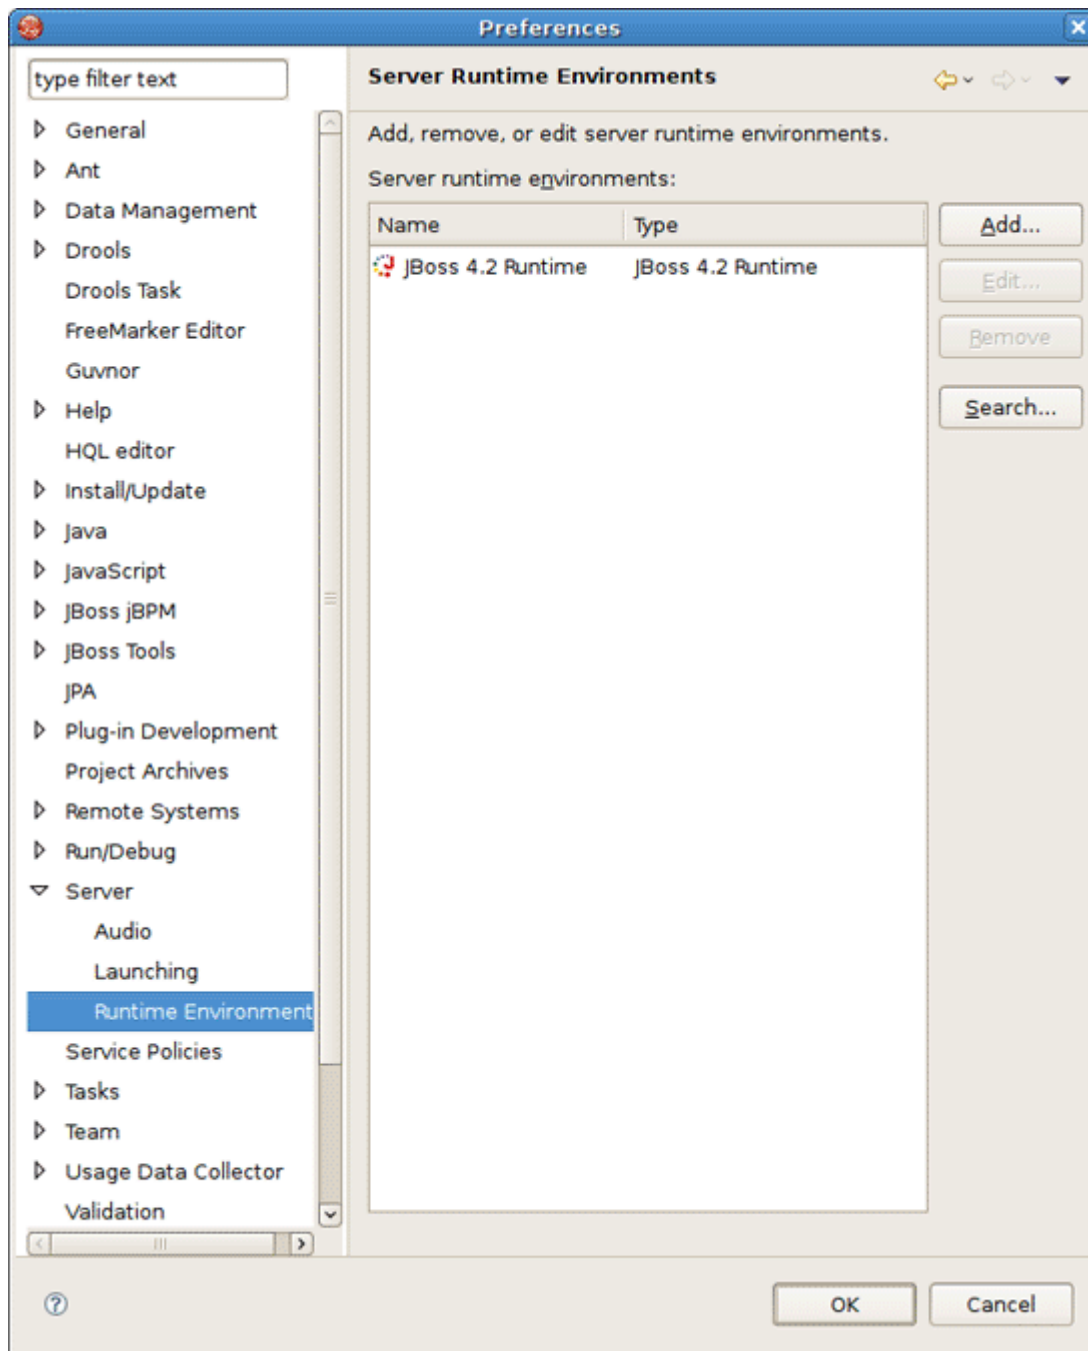 Preferences
type filter text
General
Ant
Data Management
Drools
Drools Task
FreeMarker Editor
Guvnor
Help
HQL editor
Install/Update
Java
JavaScript
JBoss jBPM
JBoss Tools
JPA
Plug-in Development
Project Archives
Remote Systems
Run/Debug
Server
Audio
Launching
Runtime Environment
Service Policies
Tasks
Team
Usage Data Collector
Validation
Server Runtime Environments
Add, remove, or edit server runtime environments.
Server runtime environments:
Name Type
JBoss 4.2 Runtime JBoss 4.2 Runtime
Add...
Edit...
Remove
Search...
OK Cancel